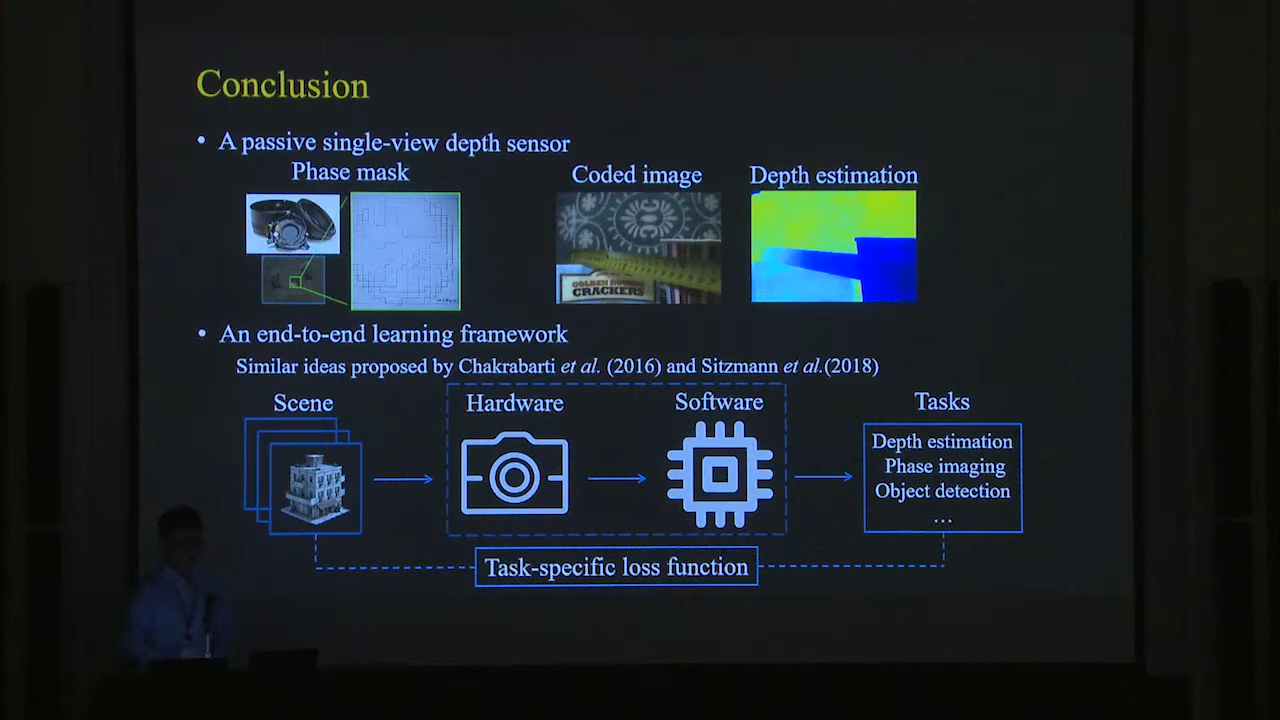 Conclusion
• A passive single-view depth sensor
Phase mask
Coded image
Depth estimation
CRACKERS
• An end-to-end learning framework
Similar ideas proposed by Chakrabarti et al. (2016) and Sitzmann et al.(2018)
Scene
Hardware
Software
Tasks
Depth estimation
Phase imaging
Object detection
...
Task-specific loss function